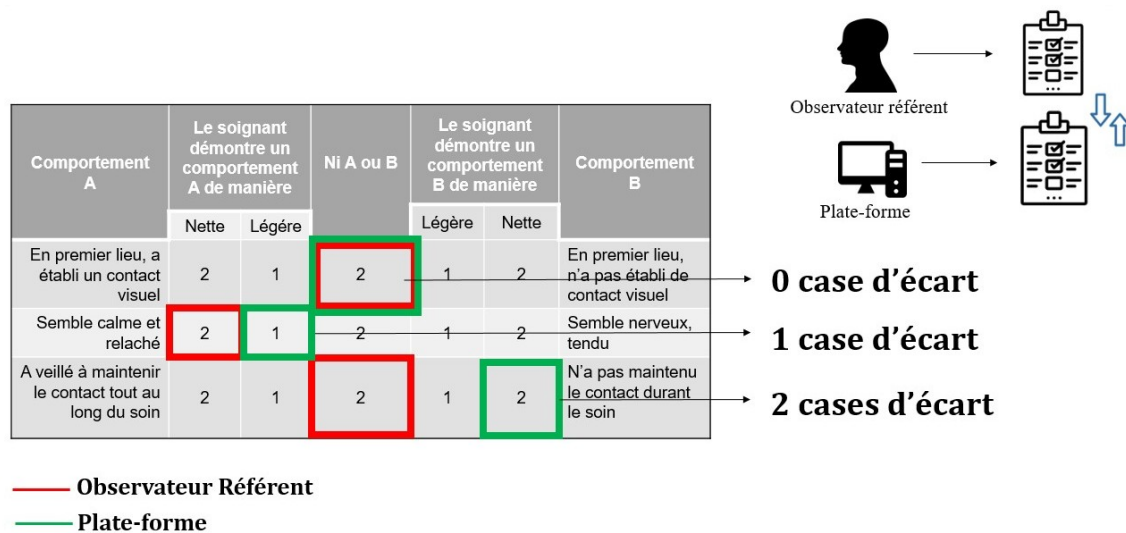 Observateur référent
Plate-forme
Comportement
A
Le soignant
démontre un
comportement
A de manière
Ni A ou B
Le soignant
démontre un
comportement
B de manière
Comportement
B
Nette
Légére
Légère
Nette
En premier lieu, a
établi un contact
visuel
2
1
2
1
2
En premier lieu,
n'a pas établi de
contact visuel
0 case d'écart
Semble calme et
relaché
2
1
2
1
2
Semble nerveux,
tendu
1 case d'écart
A veillé à maintenir
le contact tout au
long du soin
2
1
2
1
2
N'a pas maintenu
le contact durant
le soin
2 cases d'écart
Observateur Référent
Plate-forme